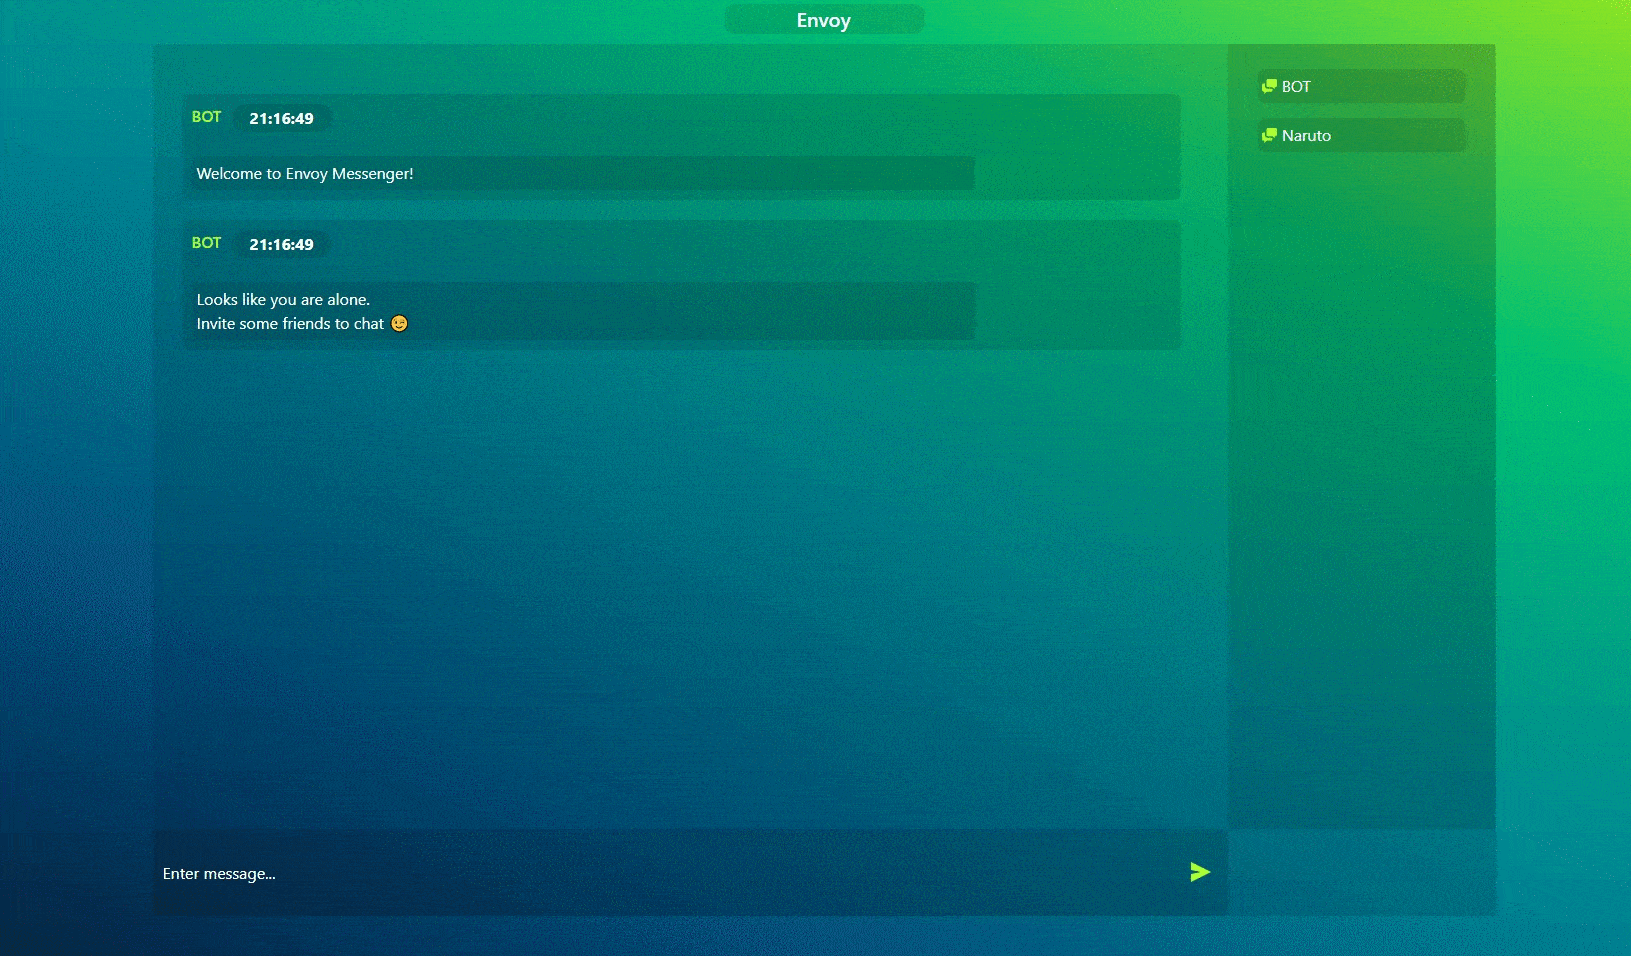 Envoy
BOT 21:16:49
Welcome to Envoy Messenger!
BOT 21:16:49
Looks like you are alone.
Invite some friends to chat 😉
Enter message...
BOT
Naruto